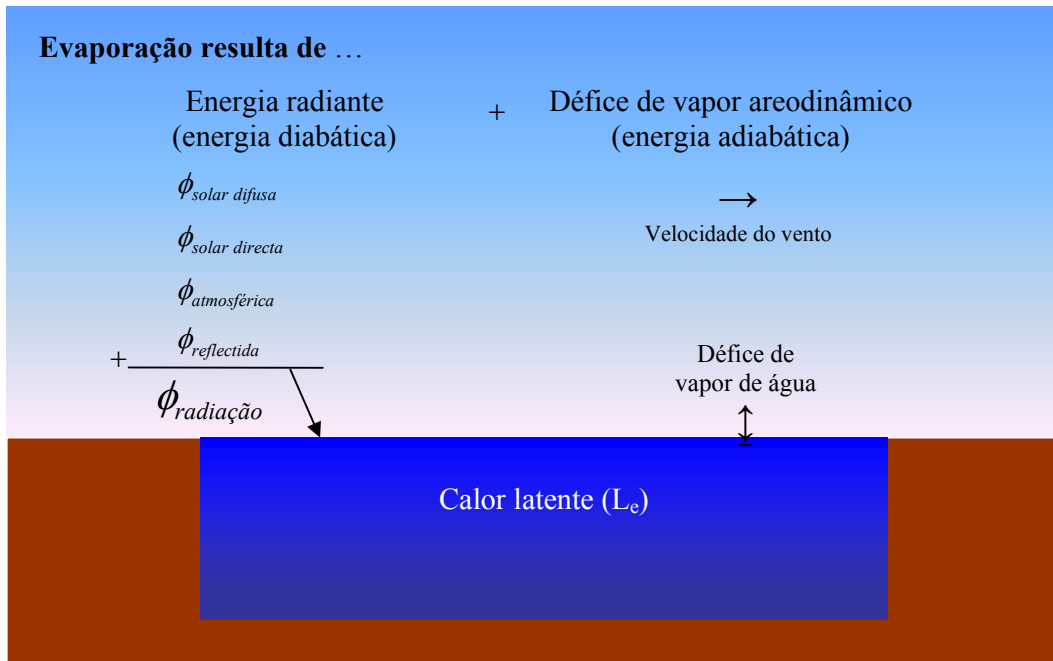 Evaporação resulta de …
Energia radiante
(energia diabática)
+
Défice de vapor areodinâmico
(energia adiabática)
ϕsolar difusa
ϕsolar directa
ϕatmosférica
+ ϕreflectida
ϕradiação
→
Velocidade do vento
Défice de
vapor de água
↕
Calor latente (Le)